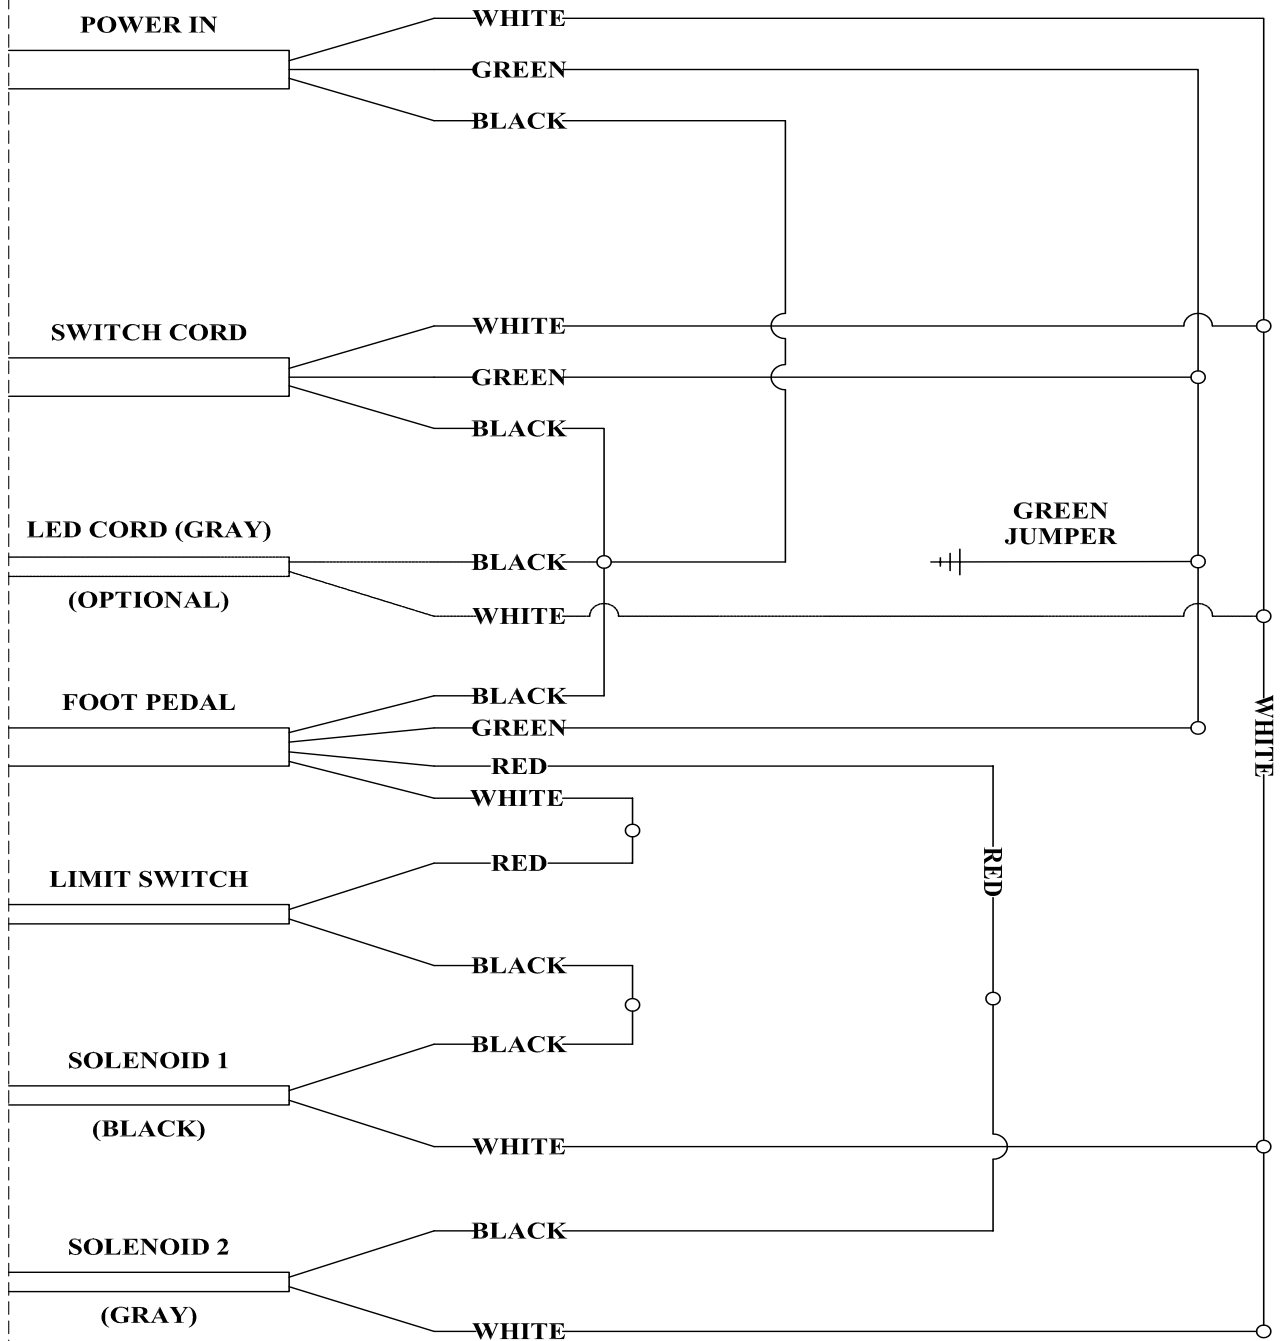 POWER IN
WHITE
GREEN
BLACK
SWITCH CORD
WHITE
GREEN
BLACK
LED CORD (GRAY)
(OPTIONAL)
BLACK
WHITE
GREEN
JUMPER
FOOT PEDAL
BLACK
GREEN
RED
WHITE
WHITE
LIMIT SWITCH
RED
BLACK
RED
SOLENOID 1
(BLACK)
BLACK
WHITE
SOLENOID 2
(GRAY)
BLACK
WHITE